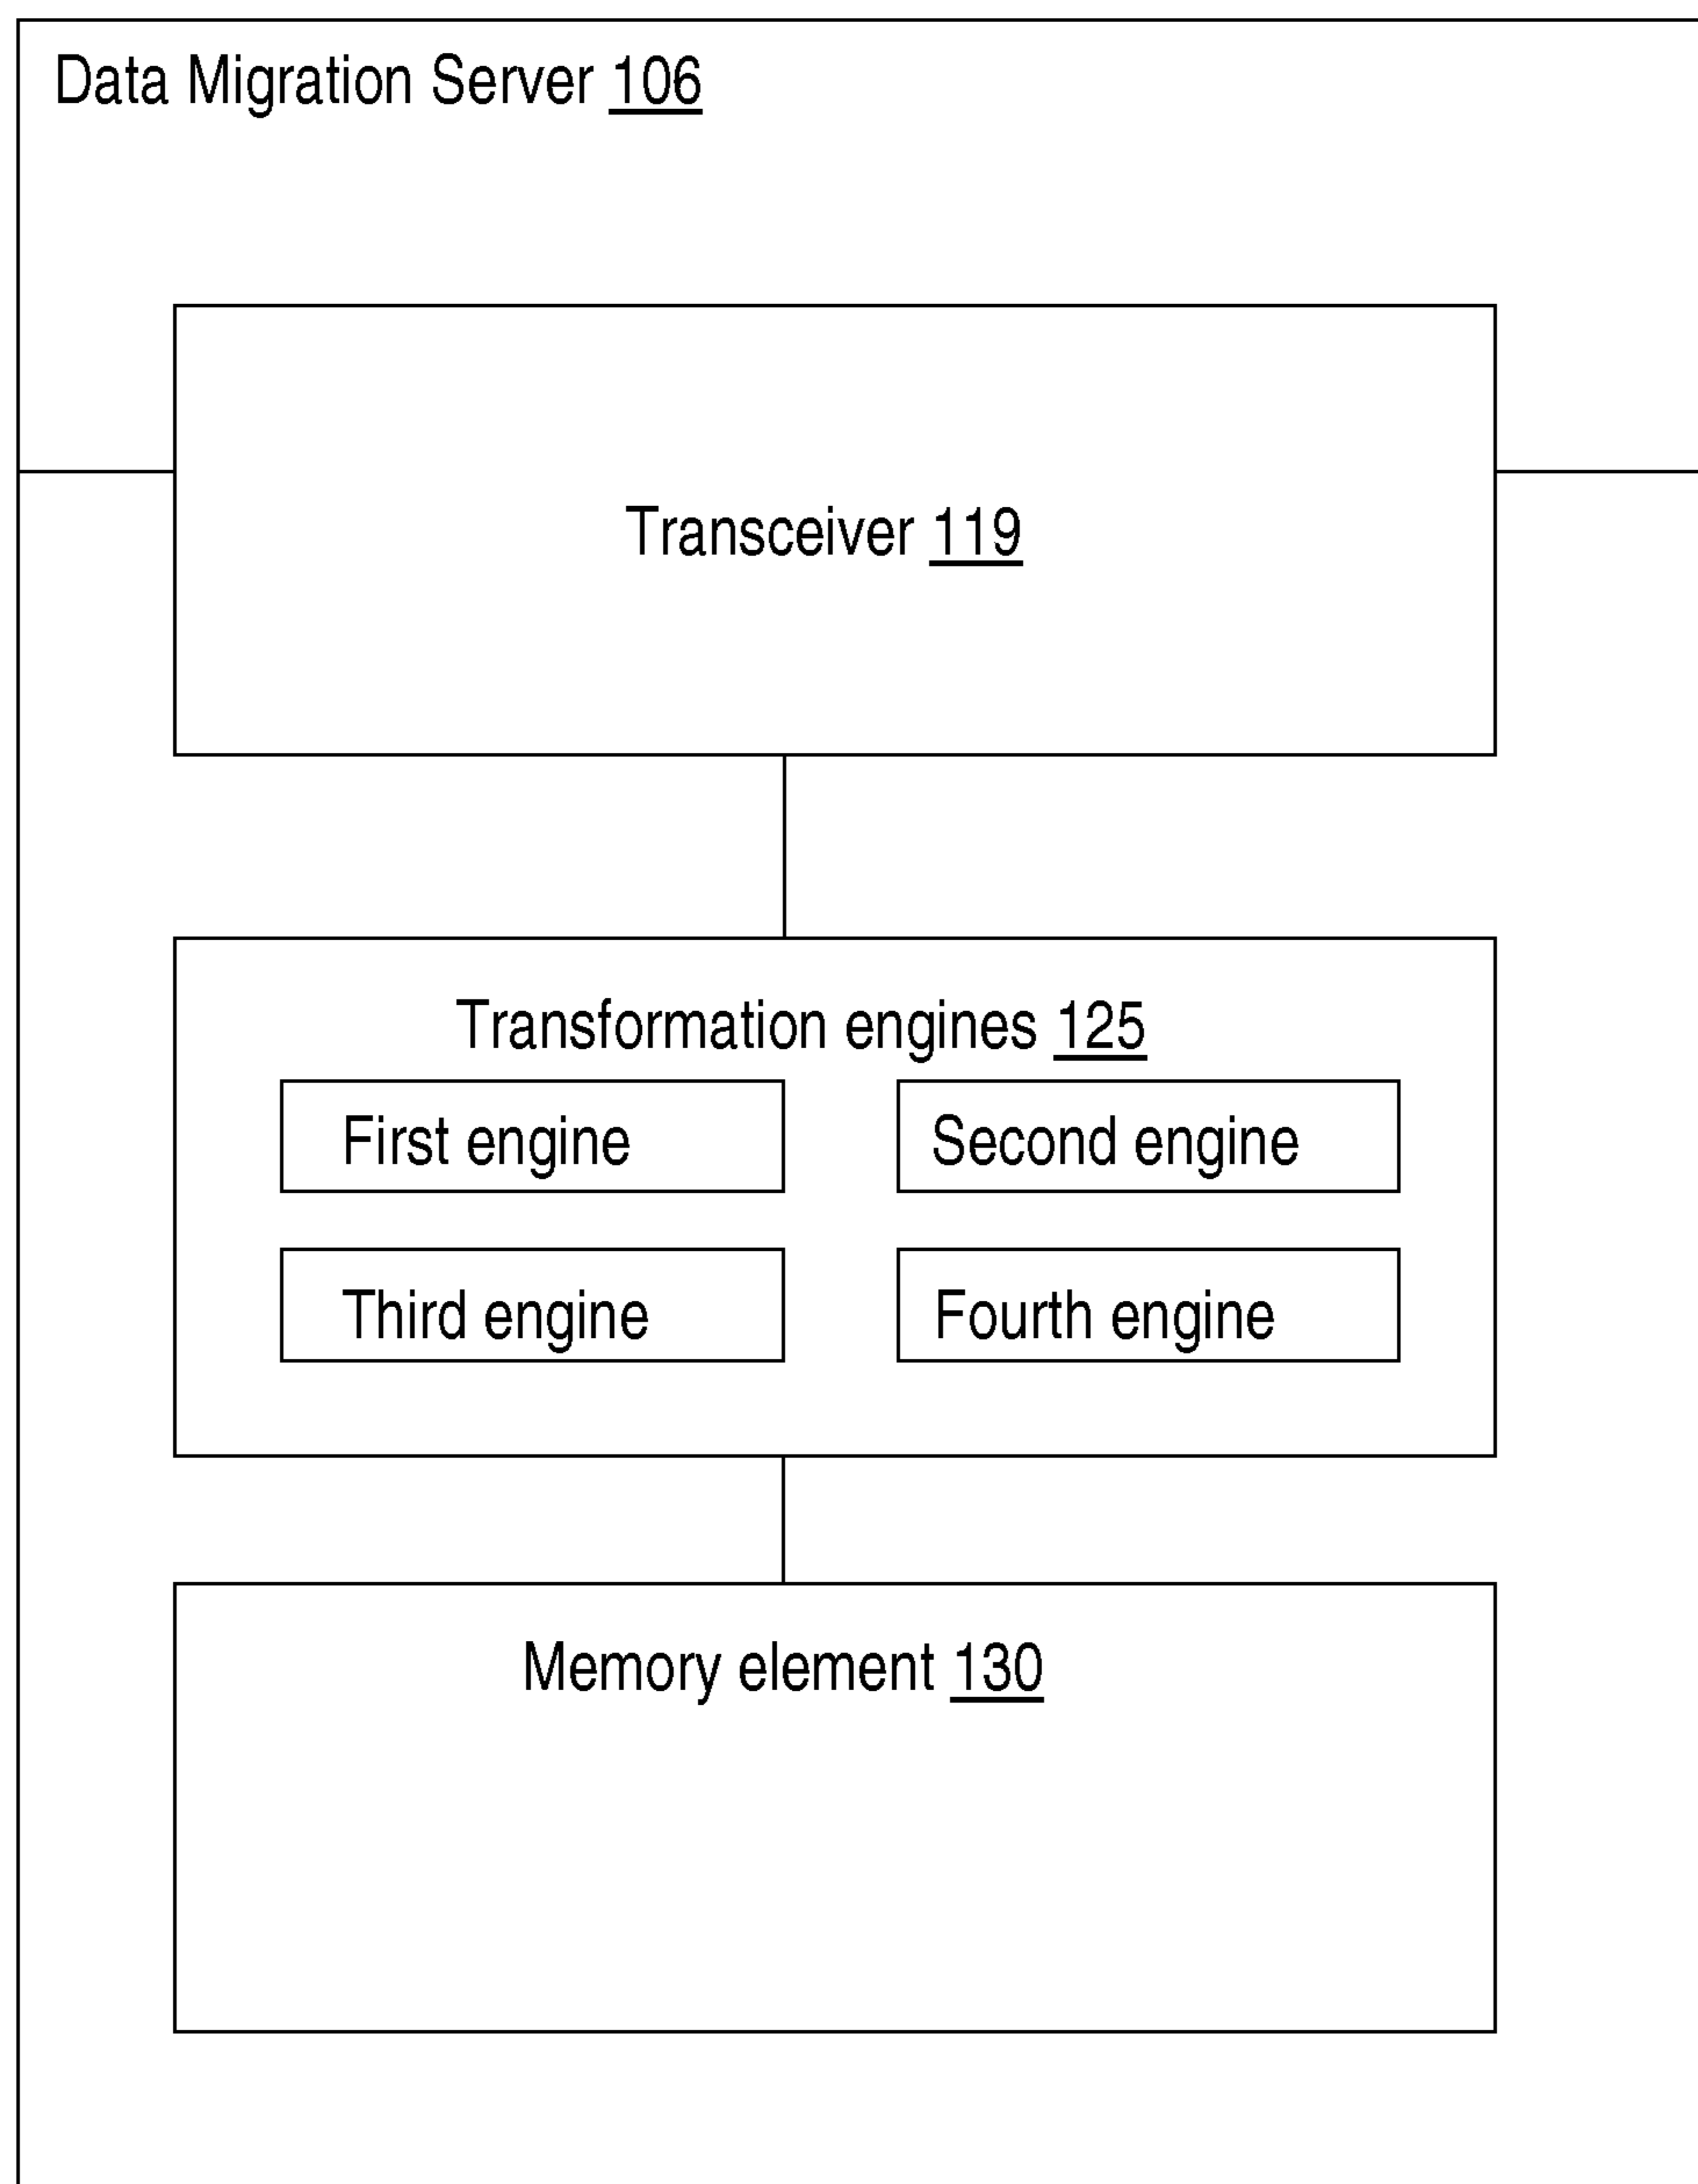 Data Migration Server 106
Transceiver 119
Transformation engines 125
First engine
Second engine
Third engine
Fourth engine
Memory element 130